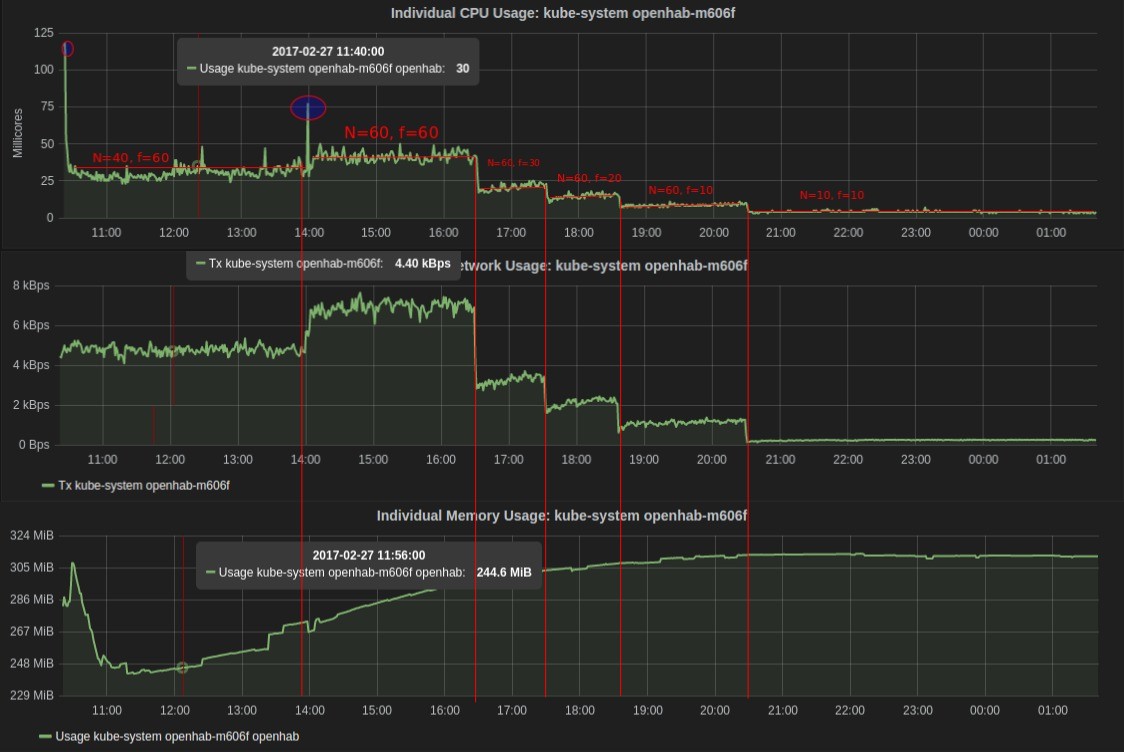 Individual CPU Usage: kube-system openhab-m606f
125
100
75
50
25
0
Millicores
2017-02-27 11:40:00
Usage kube-system openhab-m606f openhab: 30
N=40, f=60
N=60, f=60
N=60, f=30
N=60, f=20
N=60, f=10
N=10, f=10
11:00 12:00 13:00 14:00 15:00 16:00 17:00 18:00 19:00 20:00 21:00 22:00 23:00 00:00 01:00
Tx kube-system openhab-m606f: 4.40 kBps
etwork Usage: kube-system openhab-m606f
8 kBps
6 kBps
4 kBps
2 kBps
0 Bps
11:00 12:00 13:00 14:00 15:00 16:00 17:00 18:00 19:00 20:00 21:00 22:00 23:00 00:00 01:00
Tx kube-system openhab-m606f
Individual Memory Usage: kube-system openhab-m606f
324 MiB
305 MiB
286 MiB
267 MiB
248 MiB
229 MiB
2017-02-27 11:56:00
Usage kube-system openhab-m606f openhab: 244.6 MiB
11:00 12:00 13:00 14:00 15:00 16:00 17:00 18:00 19:00 20:00 21:00 22:00 23:00 00:00 01:00
Usage kube-system openhab-m606f openhab